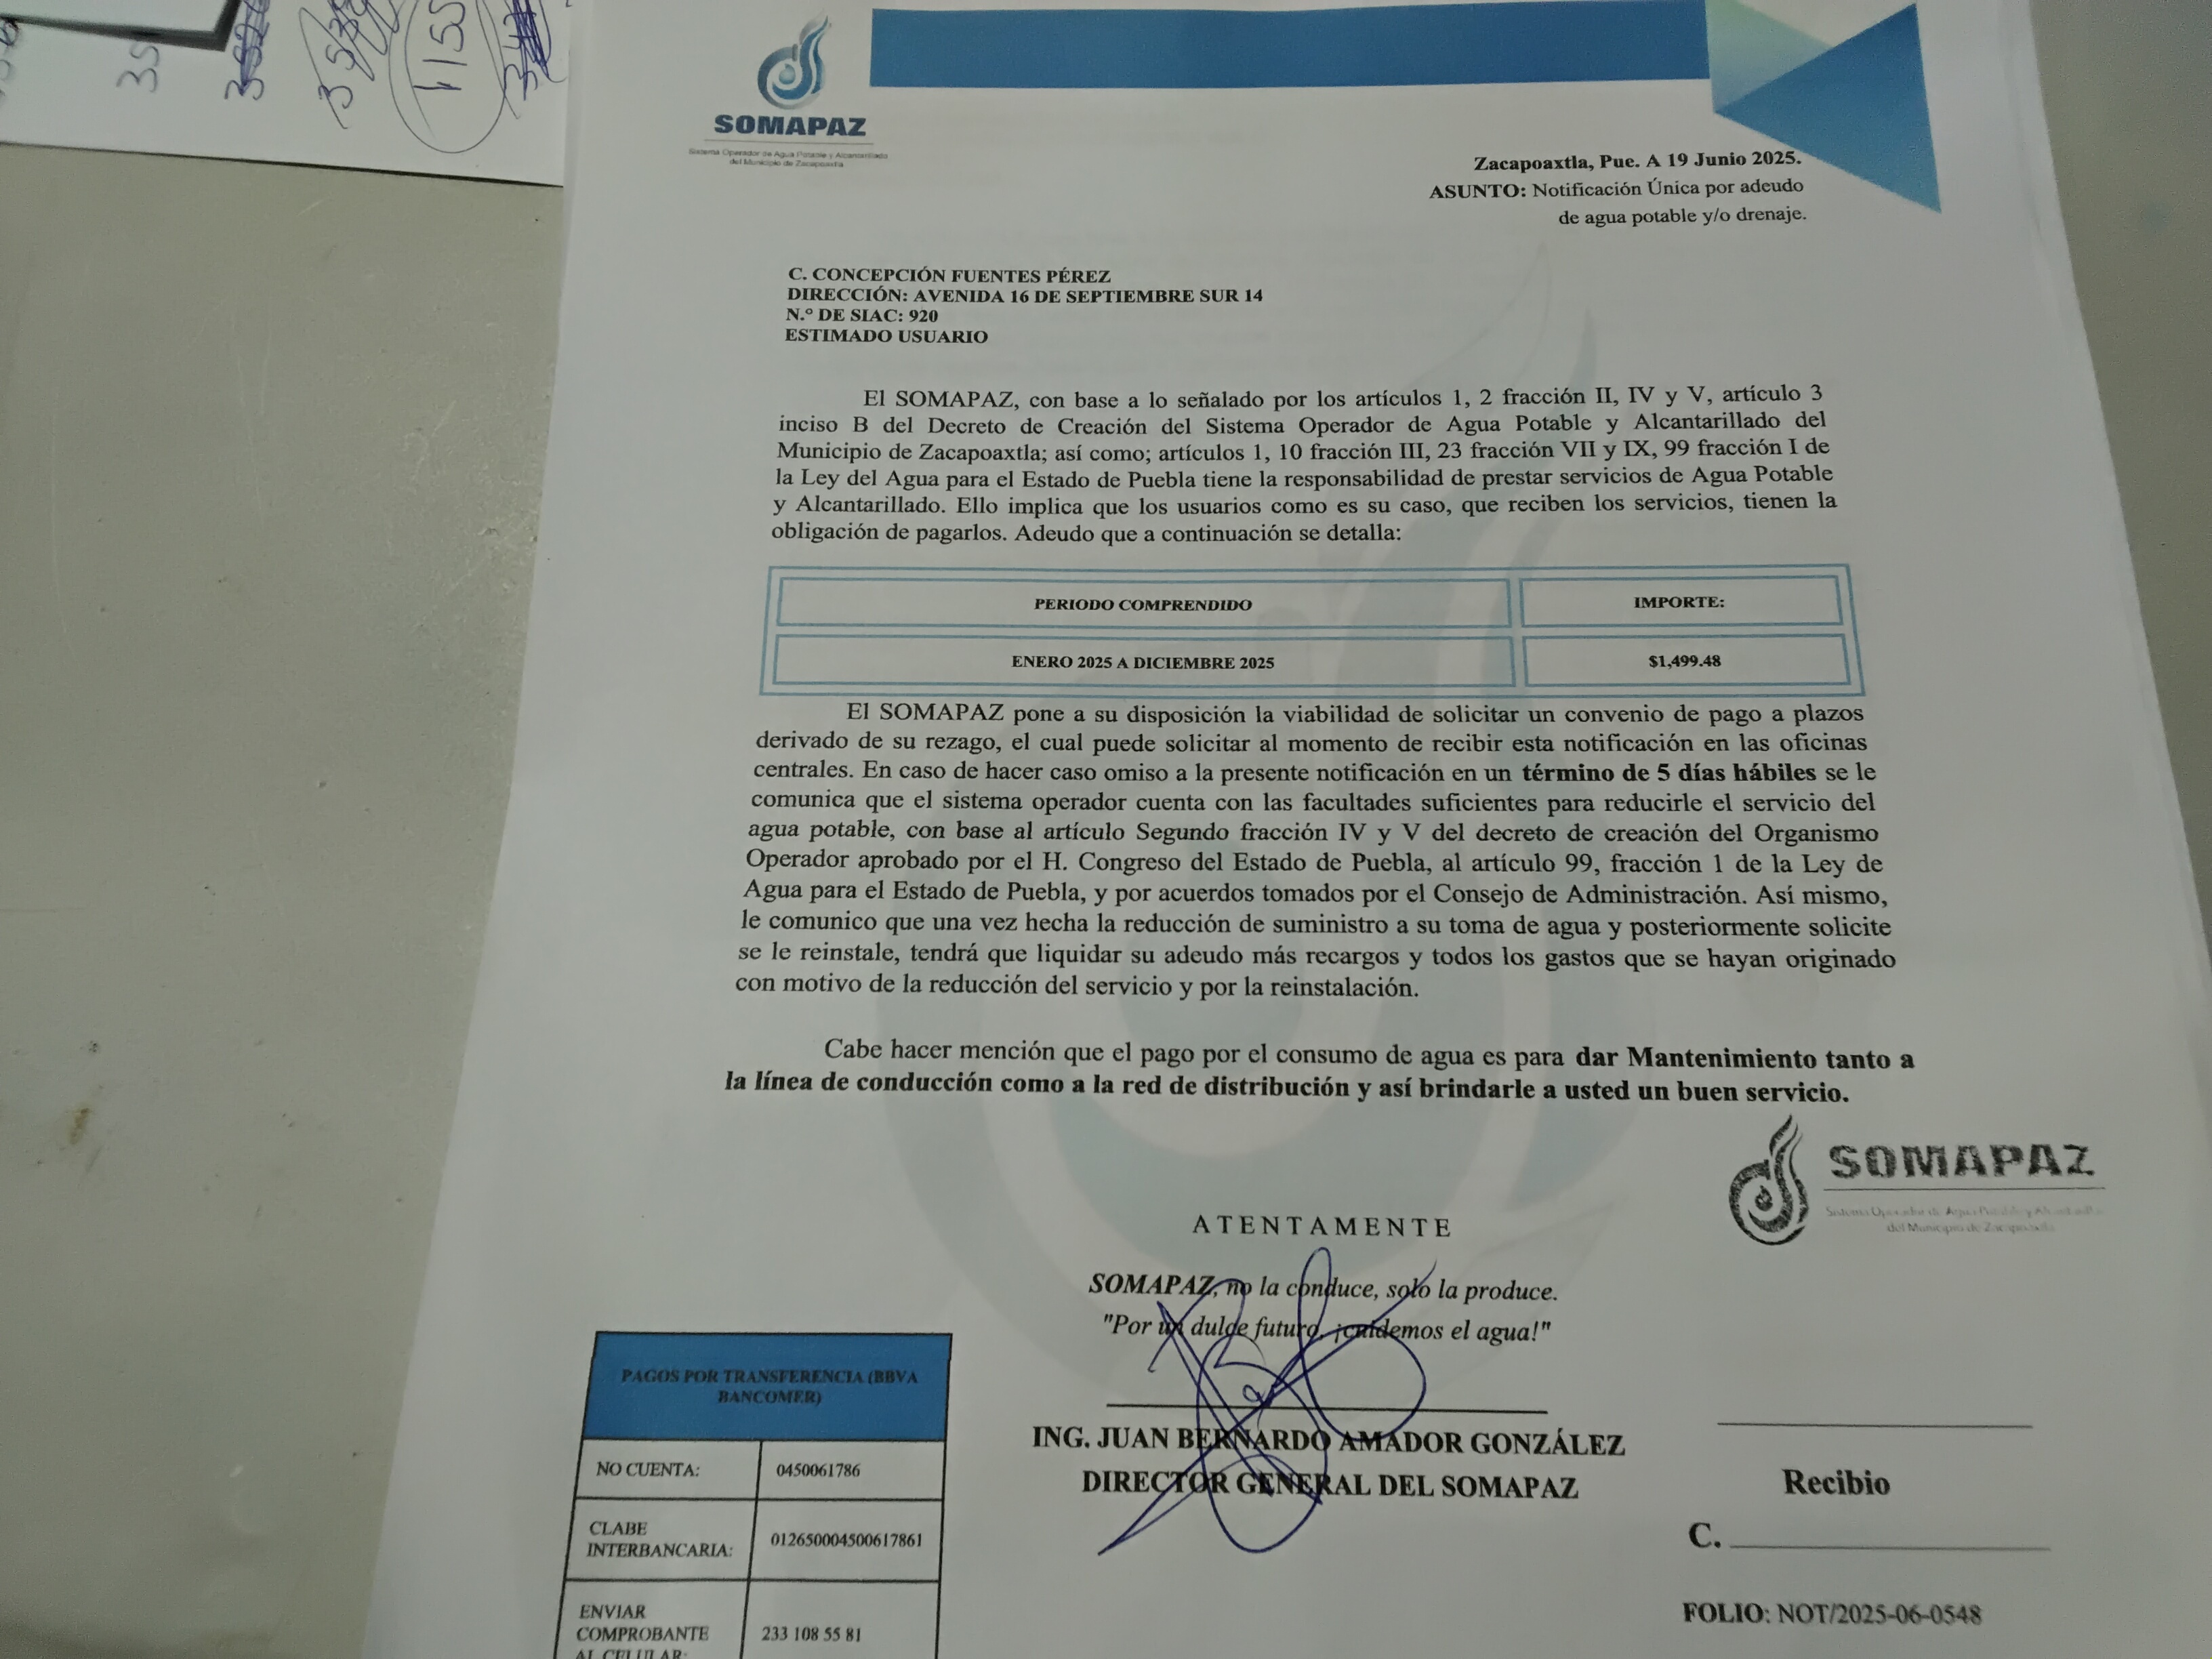 35
3526
4155
SOMAPAZ
Sistema Operador de Agua Potable y Alcantarillado
del Municipio de Zacapoaxtla
Zacapoaxtla, Pue. A 19 Junio 2025.
ASUNTO: Notificación Única por adeudo
de agua potable y/o drenaje.
C. CONCEPCIÓN FUENTES PÉREZ
DIRECCIÓN: AVENIDA 16 DE SEPTIEMBRE SUR 14
N.º DE SIAC: 920
ESTIMADO USUARIO
El SOMAPAZ, con base a lo señalado por los artículos 1, 2 fracción II, IV y V, artículo 3
inciso B del Decreto de Creación del Sistema Operador de Agua Potable y Alcantarillado del
Municipio de Zacapoaxtla; así como; artículos 1, 10 fracción III, 23 fracción VII y IX, 99 fracción I de
la Ley del Agua para el Estado de Puebla tiene la responsabilidad de prestar servicios de Agua Potable
y Alcantarillado. Ello implica que los usuarios como es su caso, que reciben los servicios, tienen la
obligación de pagarlos. Adeudo que a continuación se detalla:
PERIODO COMPRENDIDO IMPORTE:
ENERO 2025 A DICIEMBRE 2025 $1,499.48
El SOMAPAZ pone a su disposición la viabilidad de solicitar un convenio de pago a plazos
derivado de su rezago, el cual puede solicitar al momento de recibir esta notificación en las oficinas
centrales. En caso de hacer caso omiso a la presente notificación en un término de 5 días hábiles se le
comunica que el sistema operador cuenta con las facultades suficientes para reducirle el servicio del
agua potable, con base al artículo Segundo fracción IV y V del decreto de creación del Organismo
Operador aprobado por el H. Congreso del Estado de Puebla, al artículo 99, fracción 1 de la Ley de
Agua para el Estado de Puebla, y por acuerdos tomados por el Consejo de Administración. Así mismo,
le comunico que una vez hecha la reducción de suministro a su toma de agua y posteriormente solicite
se le reinstale, tendrá que liquidar su adeudo más recargos y todos los gastos que se hayan originado
con motivo de la reducción del servicio y por la reinstalación.
Cabe hacer mención que el pago por el consumo de agua es para dar Mantenimiento tanto a
la línea de conducción como a la red de distribución y así brindarle a usted un buen servicio.
SOMAPAZ
Sistema Operador de Agua Potable y Alcantarillado
del Municipio de Zacapoaxtla
ATENTAMENTE
SOMAPAZ, no la conduce, solo la produce.
"Por un dulce futuro, ¡cuidemos el agua!"
ING. JUAN BERNARDO AMADOR GONZÁLEZ
DIRECTOR GENERAL DEL SOMAPAZ
Recibio
C.
FOLIO: NOT/2025-06-0548
PAGOS POR TRANSFERENCIA (BBVA
BANCOMER)
NO CUENTA: 0450061786
CLABE
INTERBANCARIA: 012650004500617861
ENVIAR
COMPROBANTE
AL CELULAR: 233 108 55 81